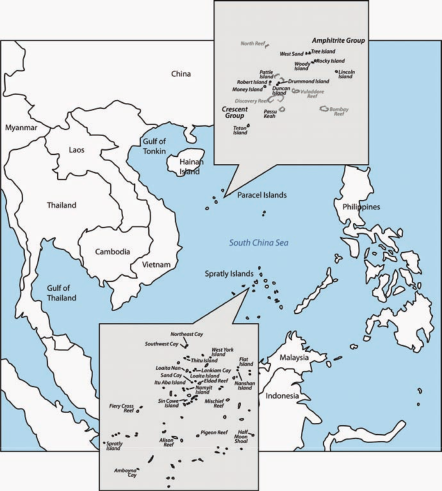 Amphitrite Group
North Reef
West Sand
Tree Island
Woody
Island
Rocky Island
Lincoln
Island
Pattle
Island
Robert Island
Drummond Island
Money Island
Duncan
Island
Vuladdore
Reef
Discovery Reef
Crescent
Group
Passu
Keah
Bombay
Reef
Triton
Island
China
Myanmar
Laos
Gulf of
Tonkin
Hainan
Island
Paracel Islands
Philippines
Thailand
South China Sea
Cambodia
Vietnam
Spratly Islands
Gulf of
Thailand
Malaysia
Indonesia
Northeast Cay
Southwest Cay
West York
Island
Thitu Island
Flat
Island
Loaita Nan
Lankiam Cay
Sand Cay
Loaita Island
Itu Aba Island
Eldad Reef
Namyit
Island
Nanshan
Island
Sin Cowe
Island
Mischief
Reef
Fiery Cross
Reef
Alison
Reef
Pigeon Reef
Half
Moon
Shoal
Spratly
Island
Amboyna
Cay